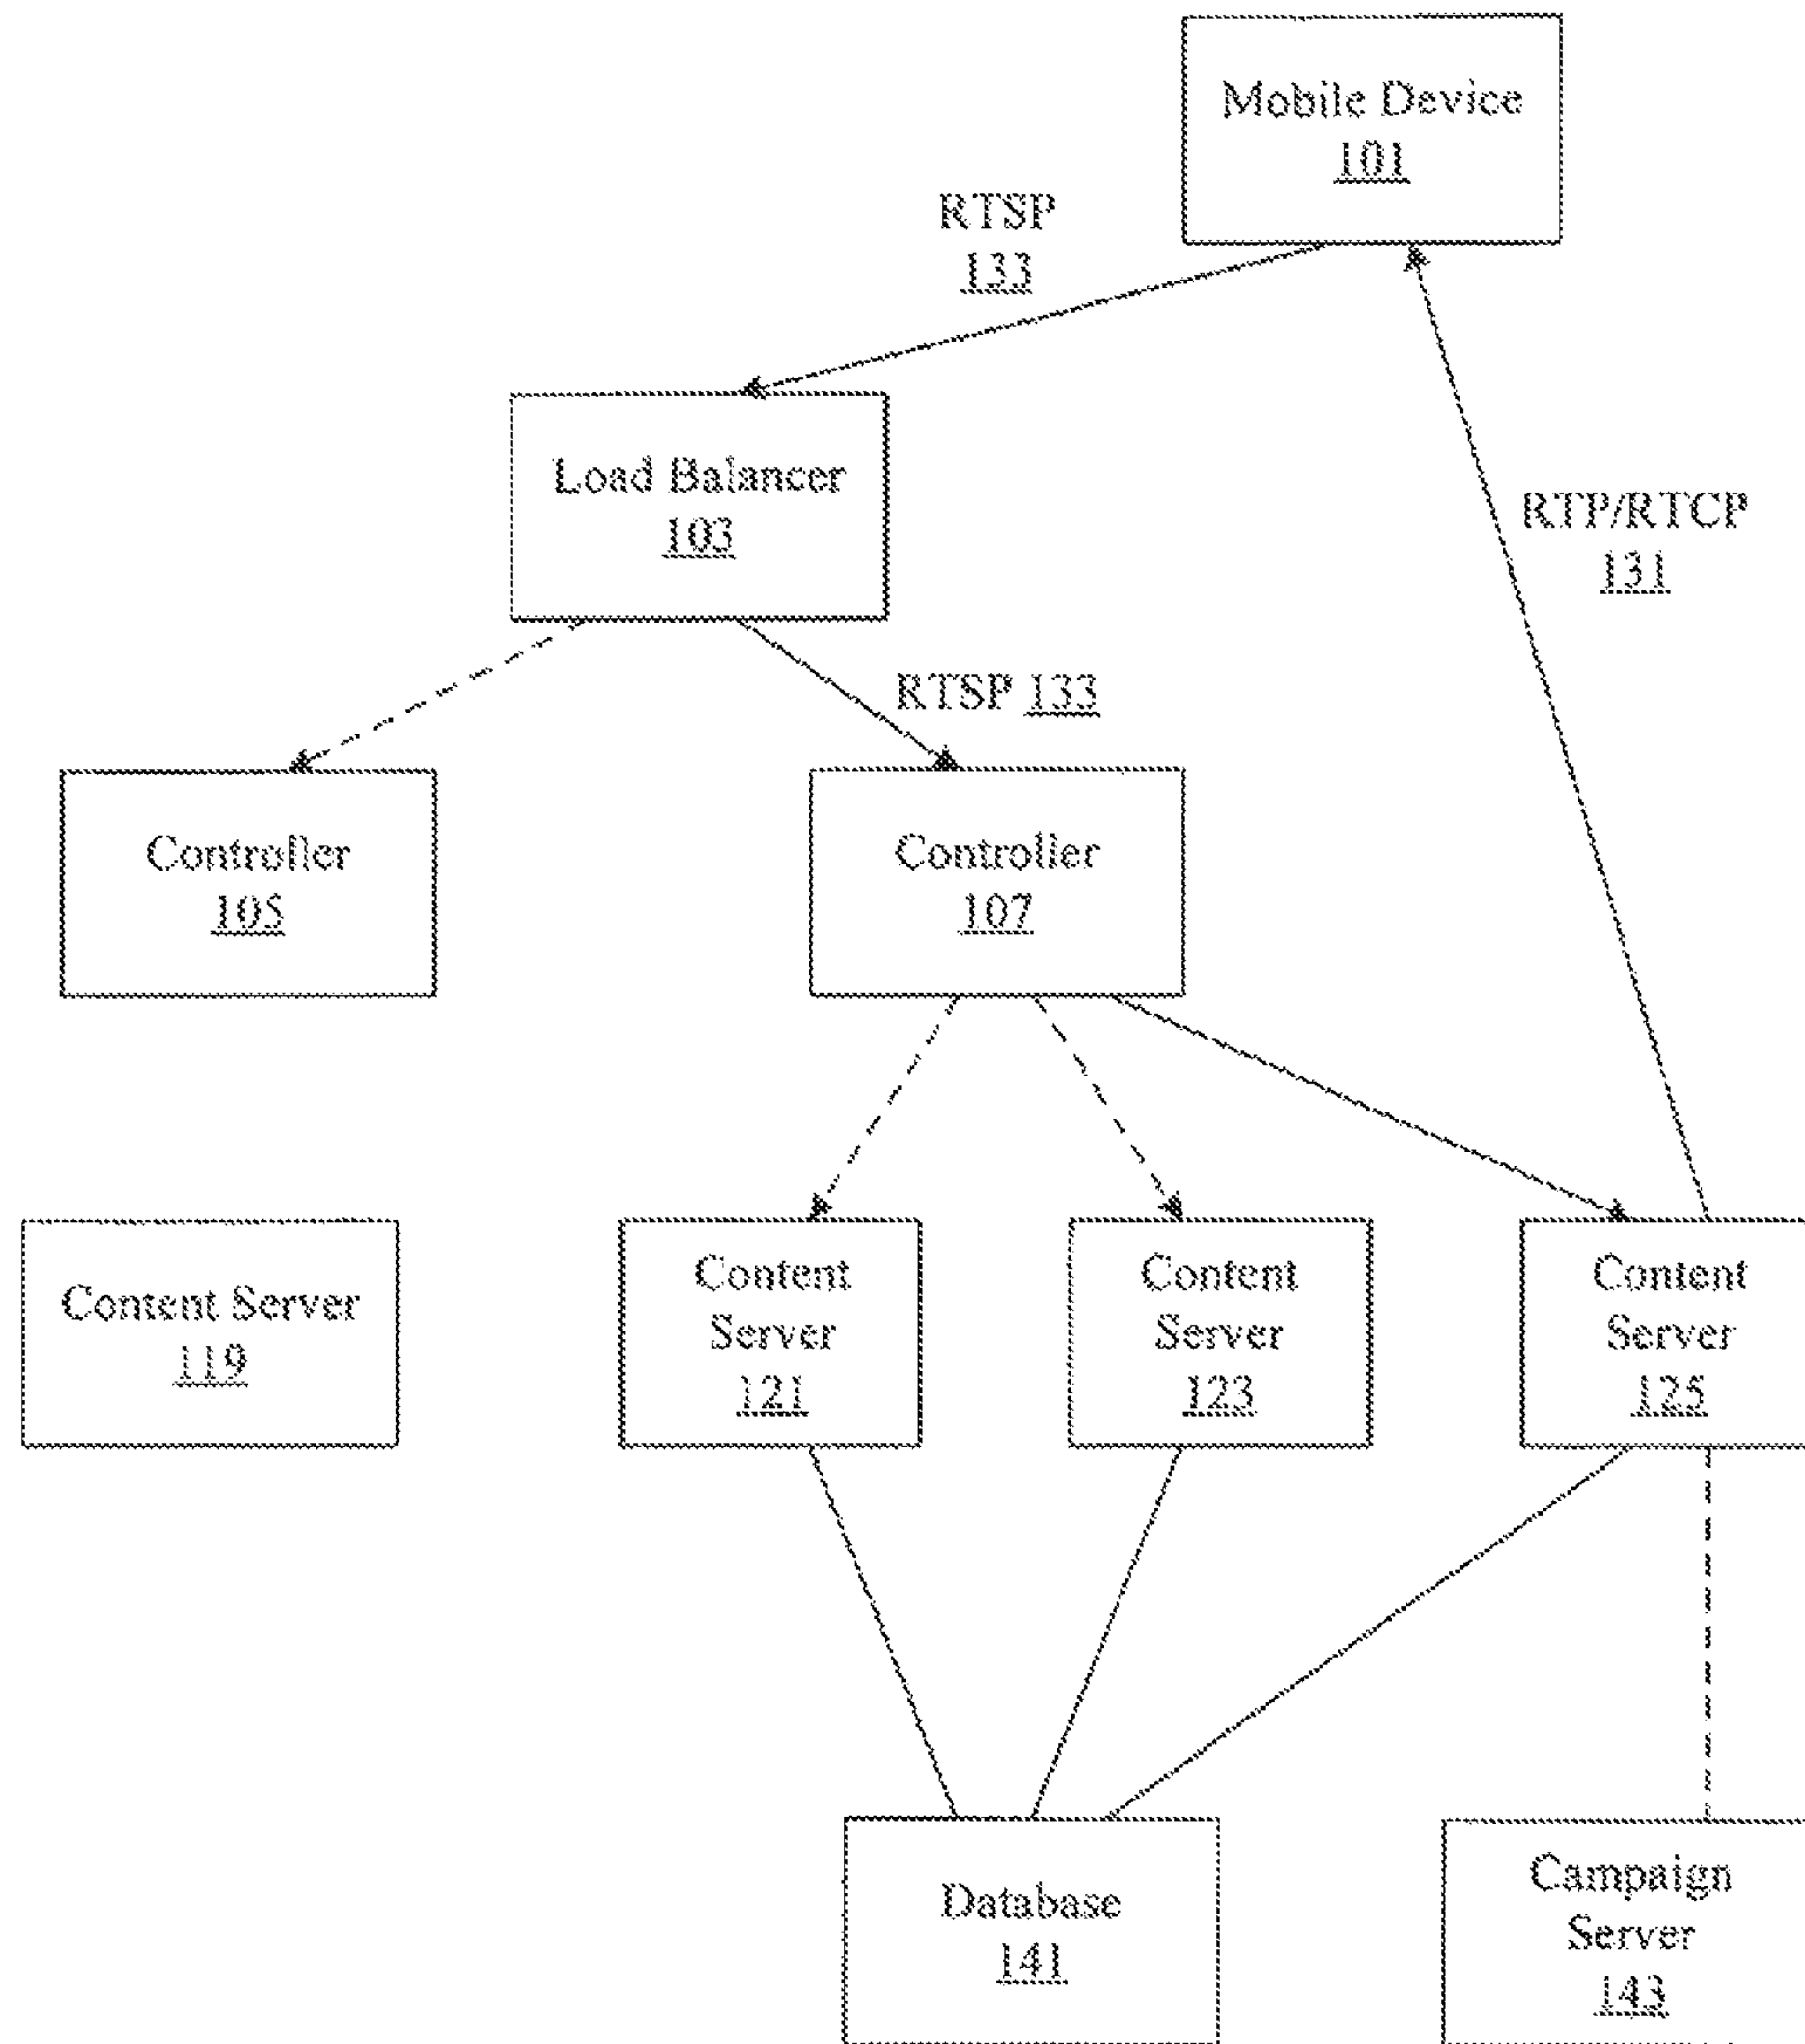 Mobile Device
101
RTSP
133
Load Balancer
103
RTP/RTCP
131
RTSP 133
Controller
105
Controller
107
Content Server
119
Content
Server
121
Content
Server
123
Content
Server
125
Database
141
Campaign
Server
143